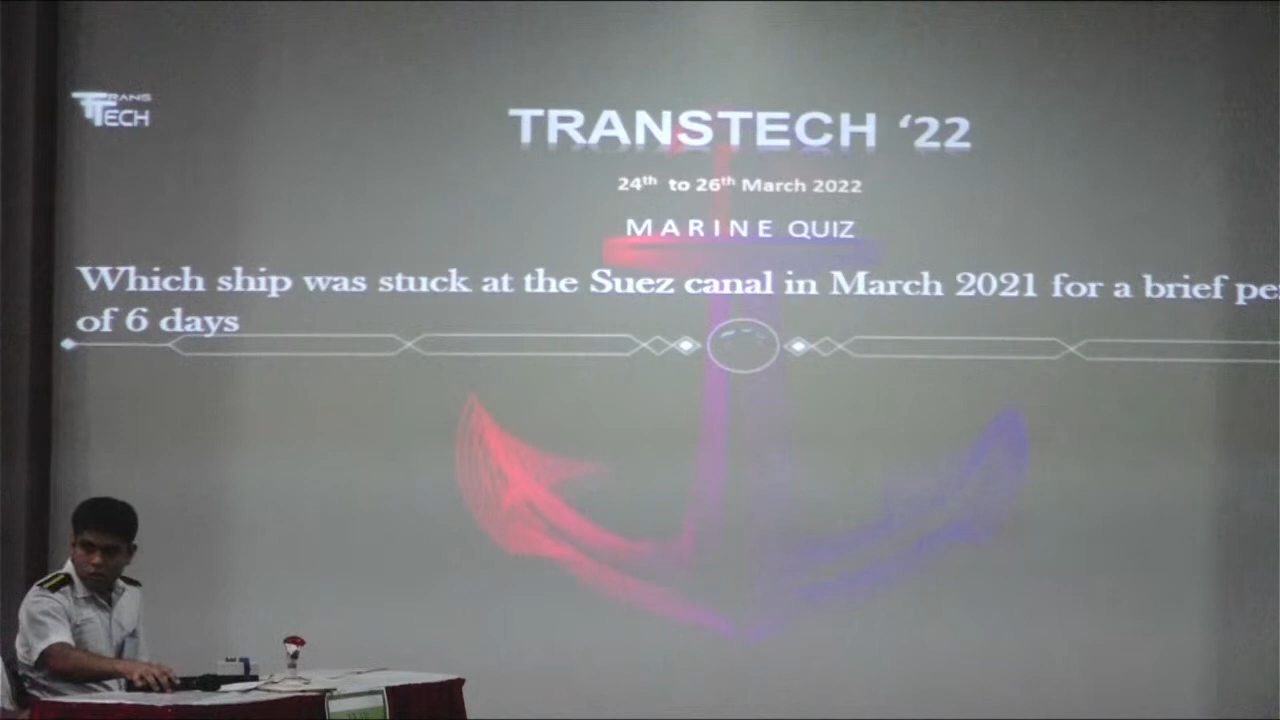 TRANS
TECH
TRANSTECH ‘22
24th to 26th March 2022
MARINE QUIZ
Which ship was stuck at the Suez canal in March 2021 for a brief
of 6 days